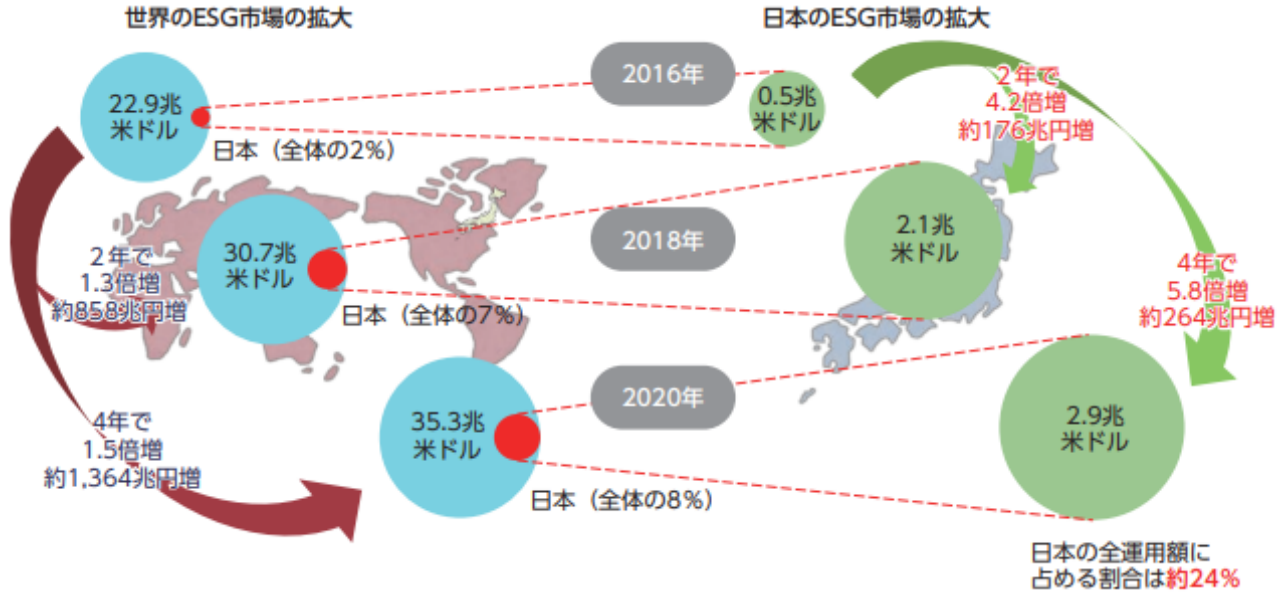 世界のESG市場の拡大
日本のESG市場の拡大
2016年
22.9兆
米ドル
日本（全体の2%）
0.5兆
米ドル
2年で
4.2倍増
約176兆円増
2018年
30.7兆
米ドル
日本（全体の7%）
2.1兆
米ドル
2年で
1.3倍増
約858兆円増
4年で
5.8倍増
約264兆円増
2020年
35.3兆
米ドル
日本（全体の8%）
2.9兆
米ドル
4年で
1.5倍増
約1,364兆円増
日本の全運用額に
占める割合は約24%